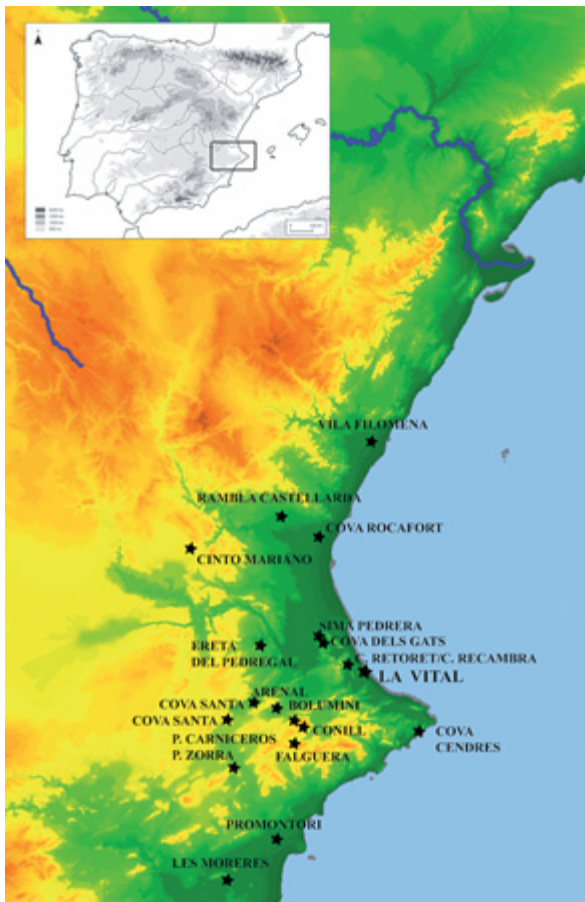 VILA FILOMENA
RAMBLA CASTELLARDA
COVA ROCAFORT
CINTO MARIANO
SIMA PEDRERA
COVA DELS GATS
ERETA
DEL PEDREGAL
C. RETORET/C. RECAMBRA
LA VITAL
ARENAL
COVA SANTA
BOLUMINI
COVA SANTA
CONILL
COVA
CENDRES
P. CARNICEROS
FALGUERA
P. ZORRA
PROMONTORI
LES MORERES